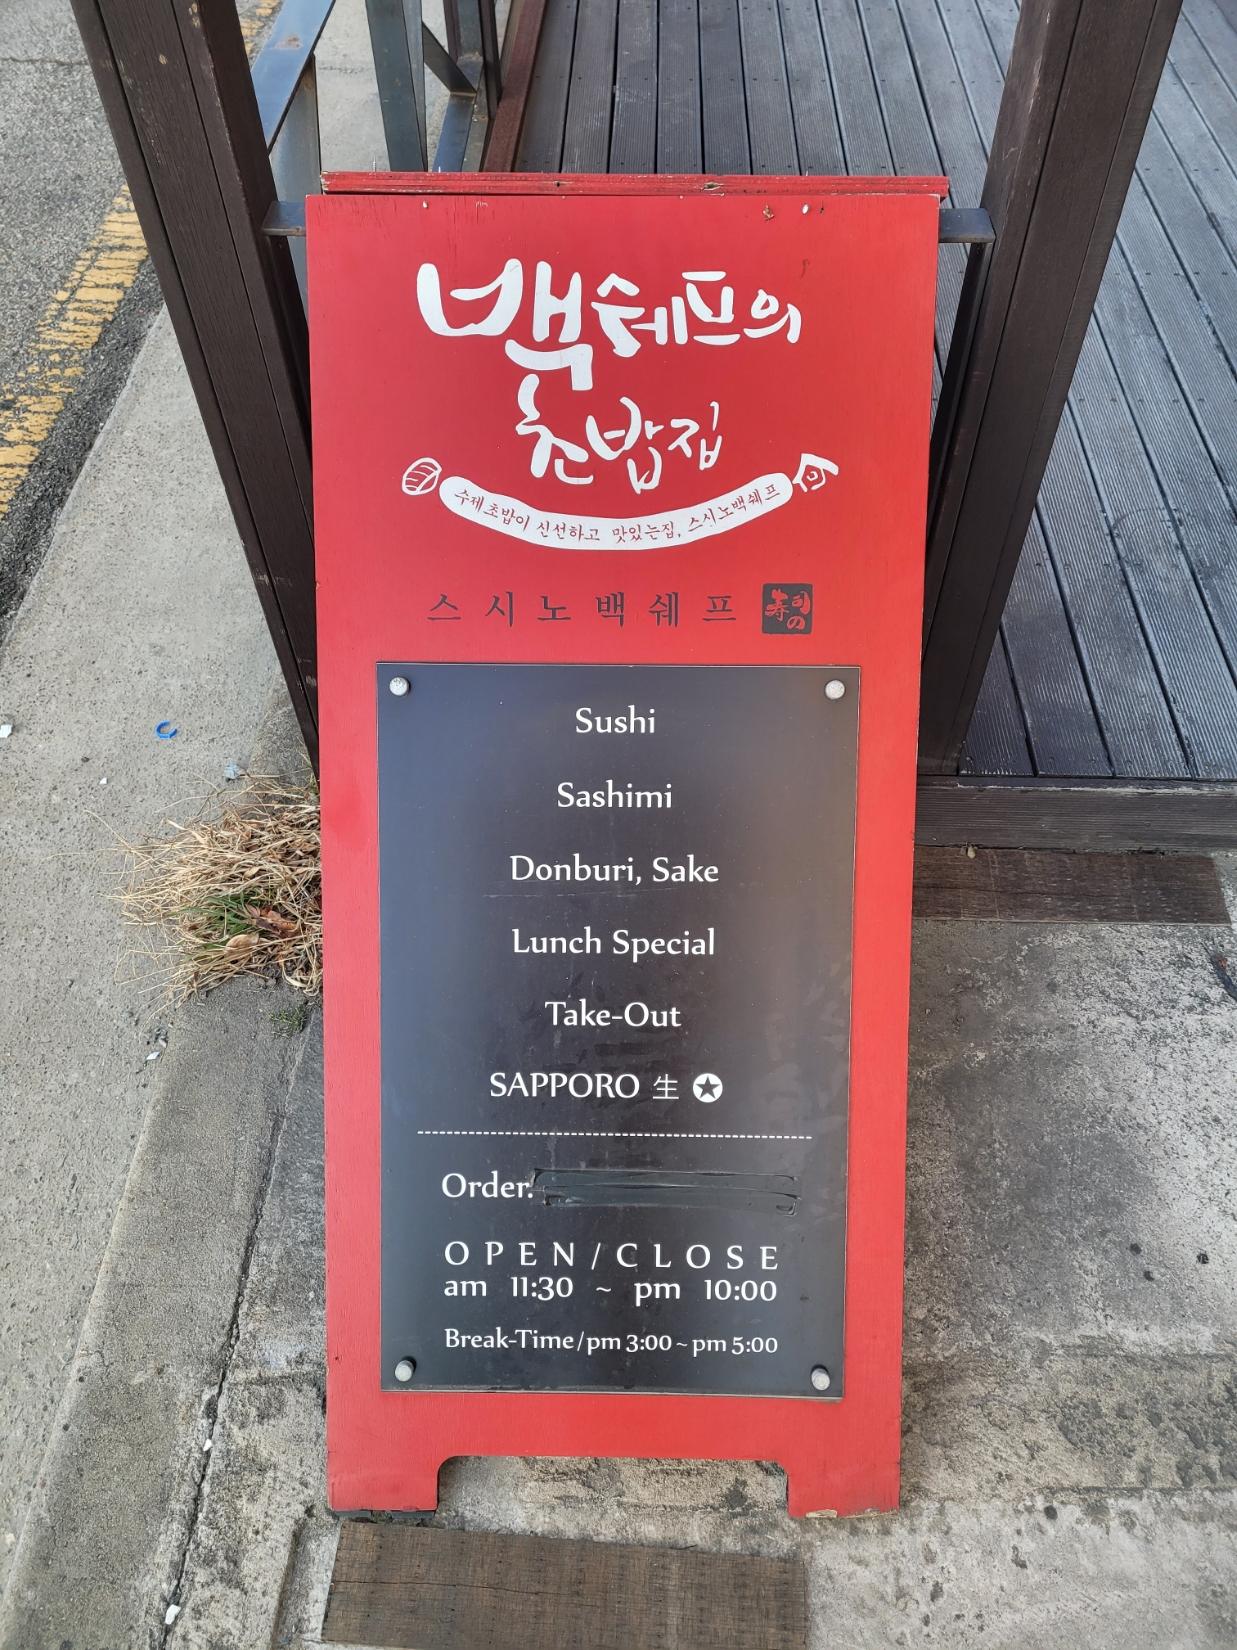 백쉐프의
초밥집
수제초밥이 신선하고 맛있는집, 스시노백쉐프
스시노백쉐프 寿司の
Sushi
Sashimi
Donburi, Sake
Lunch Special
Take-Out
SAPPORO 生 ✪
Order.
OPEN/CLOSE
am 11:30 ~ pm 10:00
Break-Time/pm 3:00~pm 5:00